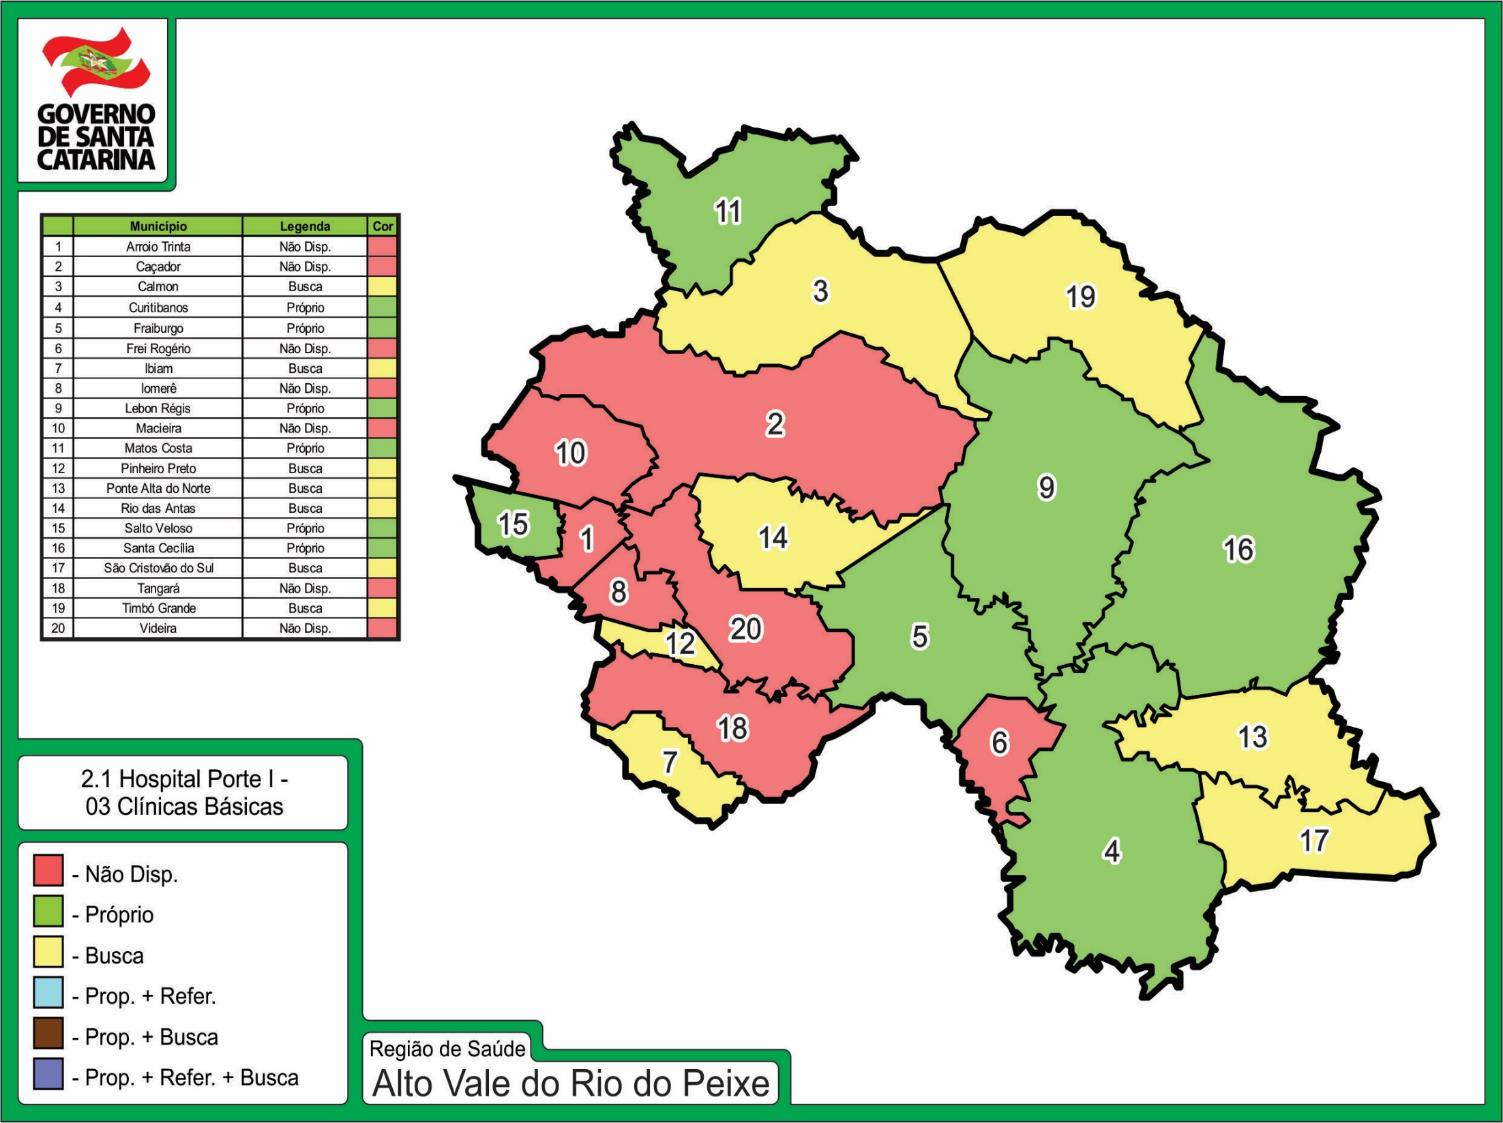 GOVERNO
DE SANTA
CATARINA
Município Legenda Cor
1 Arroio Trinta Não Disp.
2 Caçador Não Disp.
3 Calmon Busca
4 Curitibanos Próprio
5 Fraiburgo Próprio
6 Frei Rogério Não Disp.
7 Ibiam Busca
8 Iomerê Não Disp.
9 Lebon Régis Próprio
10 Macieira Não Disp.
11 Matos Costa Próprio
12 Pinheiro Preto Busca
13 Ponte Alta do Norte Busca
14 Rio das Antas Busca
15 Salto Veloso Próprio
16 Santa Cecília Próprio
17 São Cristovão do Sul Busca
18 Tangará Não Disp.
19 Timbó Grande Busca
20 Videira Não Disp.
11
3
19
2
10
9
15
1
14
16
8
20
12
5
18
6
13
7
17
4
2.1 Hospital Porte I -
03 Clínicas Básicas
- Não Disp.
- Próprio
- Busca
- Prop. + Refer.
- Prop. + Busca
- Prop. + Refer. + Busca
Região de Saúde
Alto Vale do Rio do Peixe